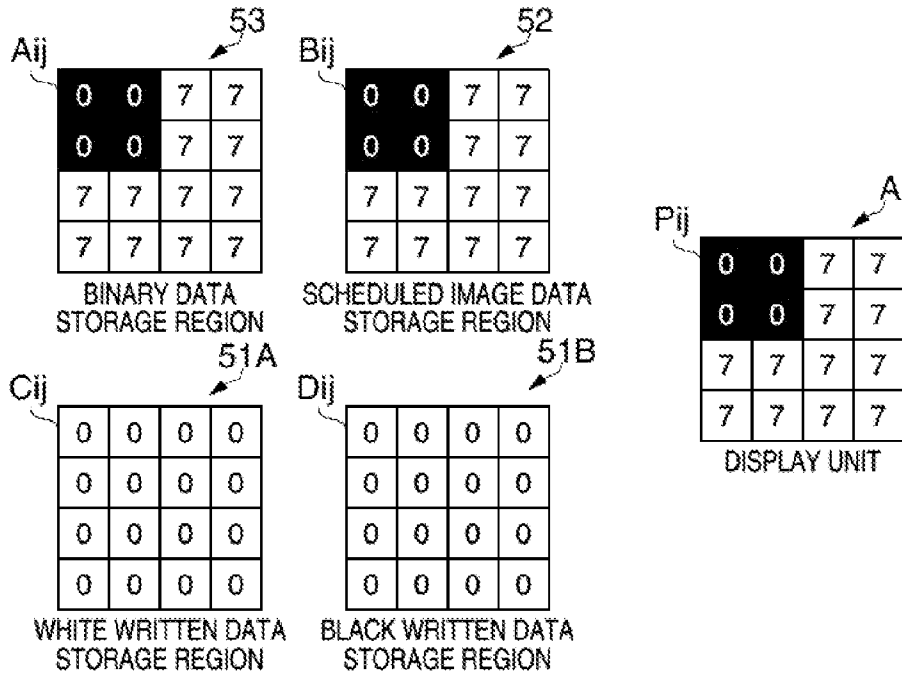 53
Aij
0 0 7 7
0 0 7 7
7 7 7 7
7 7 7 7
BINARY DATA
STORAGE REGION
52
Bij
0 0 7 7
0 0 7 7
7 7 7 7
7 7 7 7
SCHEDULED IMAGE DATA
STORAGE REGION
A
Pij
0 0 7 7
0 0 7 7
7 7 7 7
7 7 7 7
DISPLAY UNIT
51A
Cij
0 0 0 0
0 0 0 0
0 0 0 0
0 0 0 0
WHITE WRITTEN DATA
STORAGE REGION
51B
Dij
0 0 0 0
0 0 0 0
0 0 0 0
0 0 0 0
BLACK WRITTEN DATA
STORAGE REGION